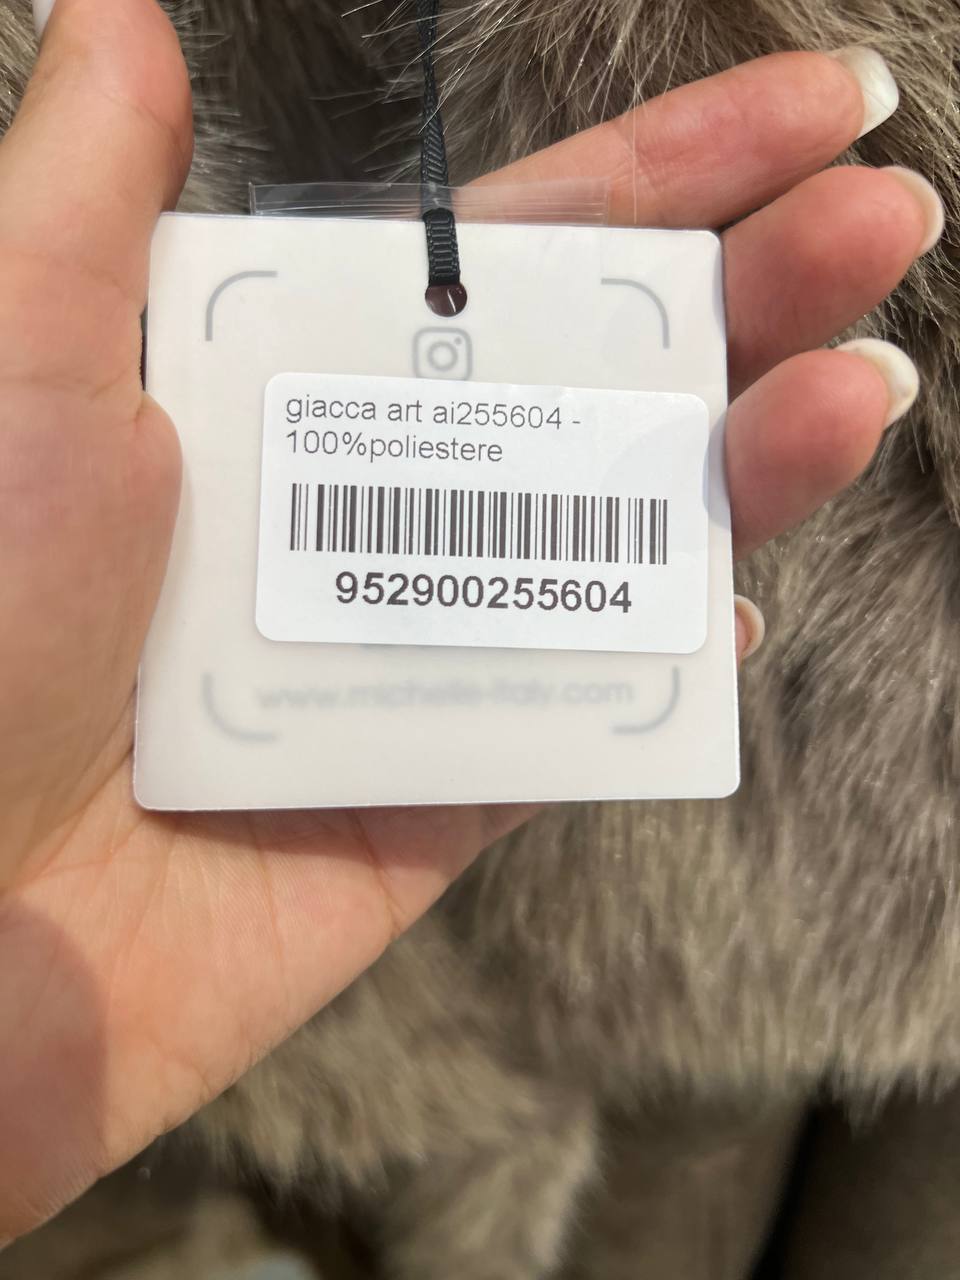 giacca art ai255604 -
100%poliestere
952900255604
www.michelle-italy.com